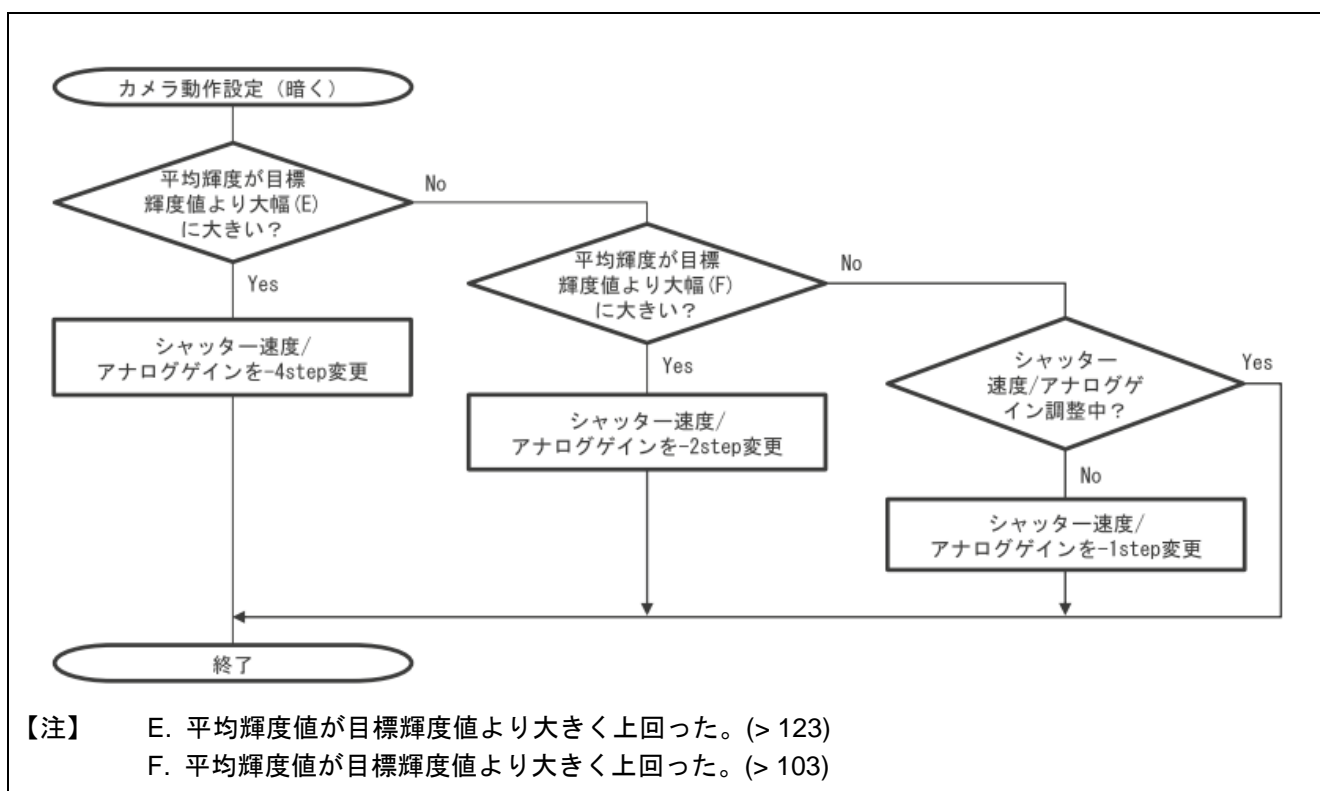 カメラ動作設定（暗く）
平均輝度が目標
輝度値より大幅(E)
に大きい？
No
Yes
シャッター速度/
アナログゲインを-4step変更
平均輝度が目標
輝度値より大幅(F)
に大きい？
No
Yes
シャッター速度/
アナログゲインを-2step変更
シャッター
速度/アナログゲ
イン調整中？
Yes
No
シャッター速度/
アナログゲインを-1step変更
終了
【注】 E. 平均輝度値が目標輝度値より大きく上回った。(> 123)
F. 平均輝度値が目標輝度値より大きく上回った。(> 103)